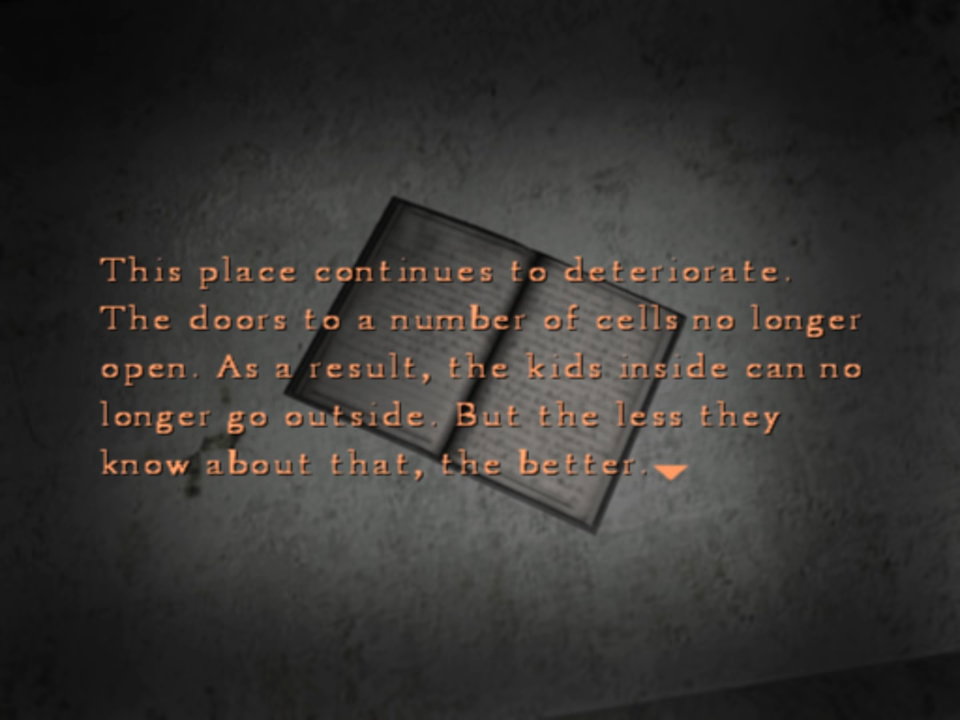 This place continues to deteriorate.
The doors to a number of cells no longer
open. As a result, the kids inside can no
longer go outside. But the less they
know about that, the better.